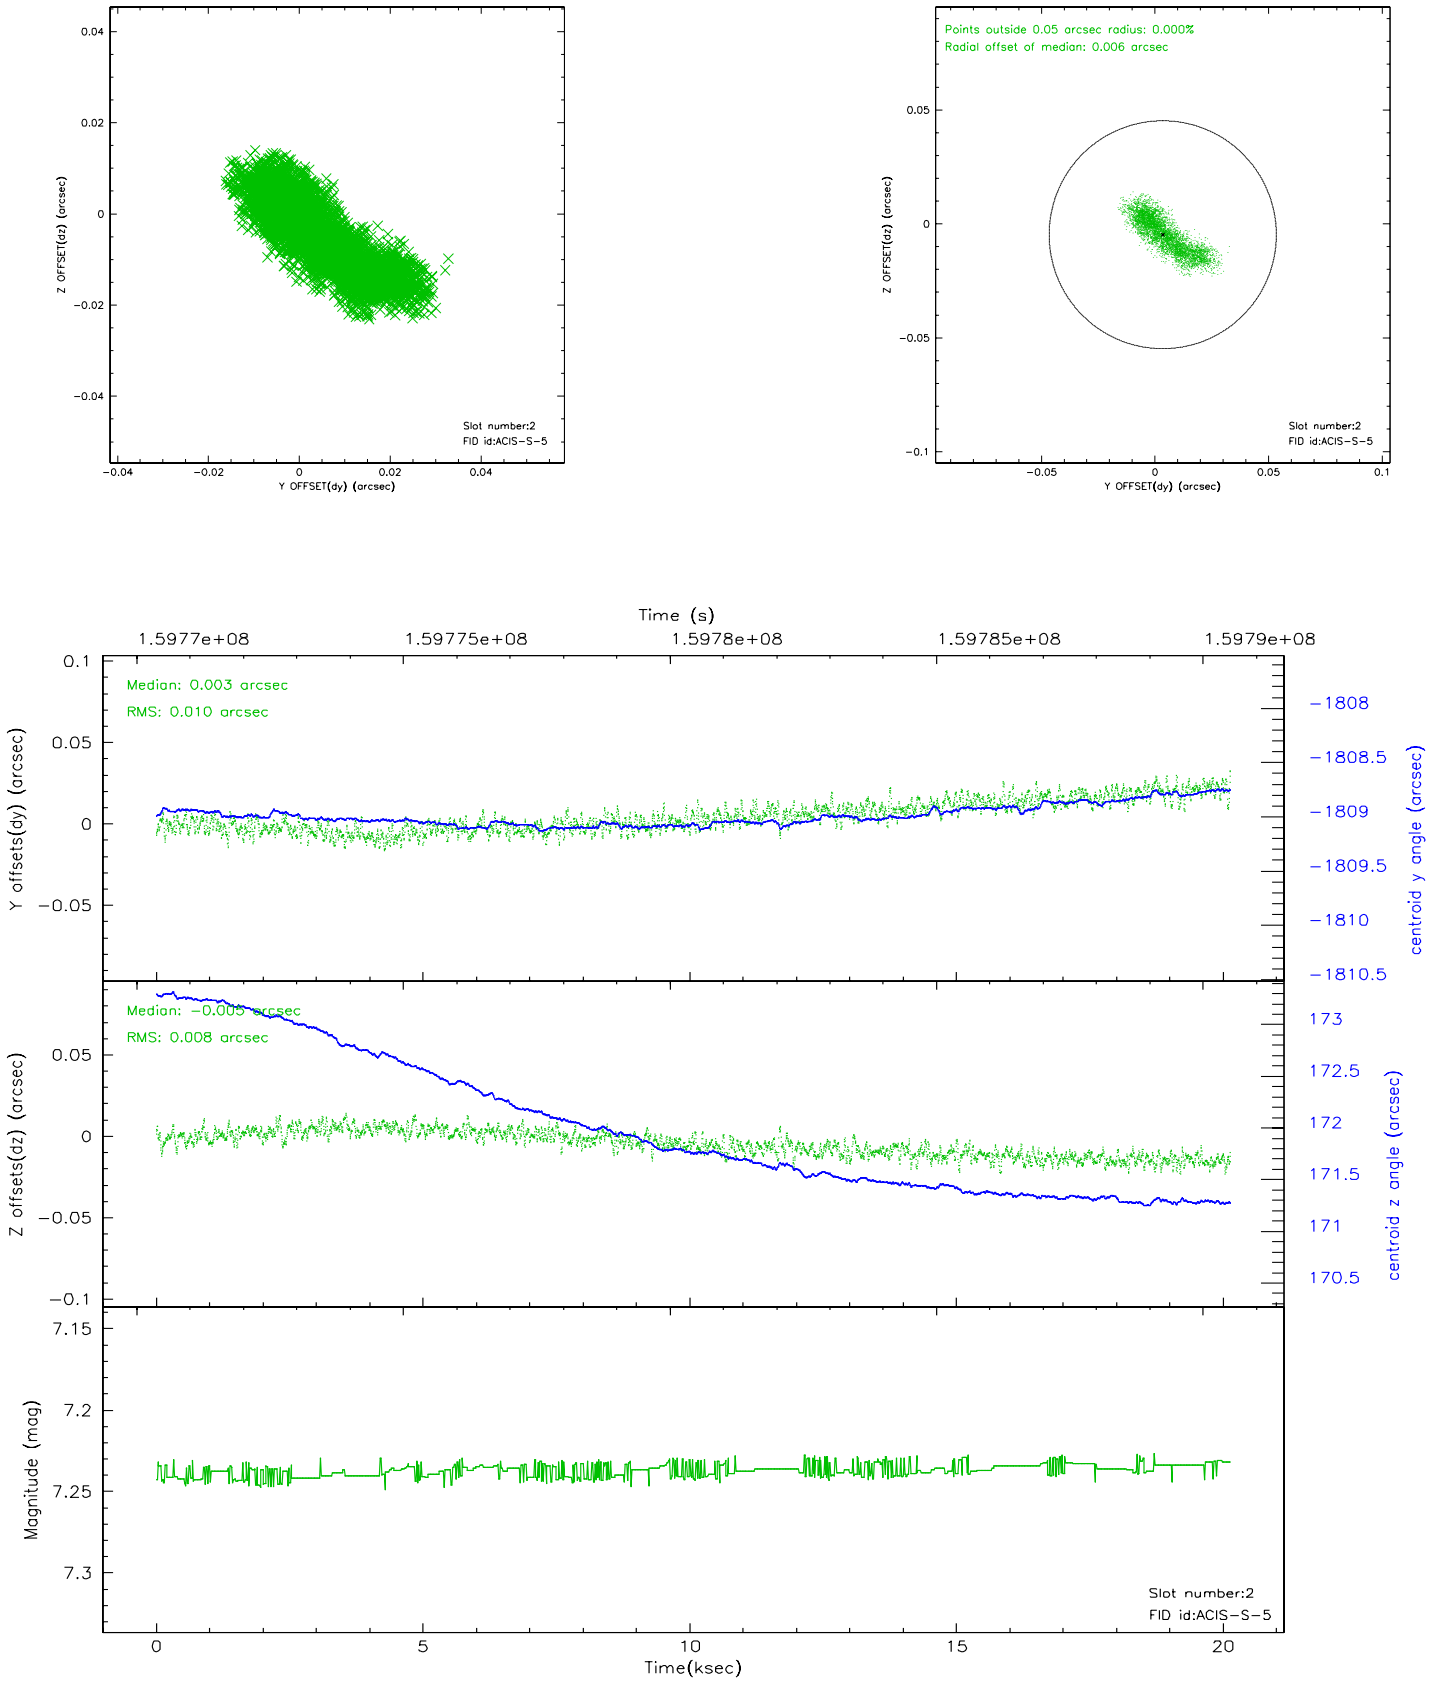 0.04
0.02
0
−0.02
−0.04
Z OFFSET(dz) (arcsec)
−0.04 −0.02 0 0.02 0.04
Y OFFSET(dy) (arcsec)
Slot number:2
FID id:ACIS−S−5
Points outside 0.05 arcsec radius: 0.000%
Radial offset of median: 0.006 arcsec
0.05
0
−0.05
−0.1
Z OFFSET(dz) (arcsec)
−0.05 0 0.05 0.1
Y OFFSET(dy) (arcsec)
Slot number:2
FID id:ACIS−S−5
Time (s)
1.5977e+08 1.59775e+08 1.5978e+08 1.59785e+08 1.5979e+08
Median: 0.003 arcsec
RMS: 0.010 arcsec
0.1
0.05
0
−0.05
Y offsets(dy) (arcsec)
−1808
−1808.5
−1809
−1809.5
−1810
−1810.5
centroid y angle (arcsec)
Median: −0.005 arcsec
RMS: 0.008 arcsec
0.05
0
−0.05
−0.1
Z offsets(dz) (arcsec)
173
172.5
172
171.5
171
170.5
centroid z angle (arcsec)
7.15
7.2
7.25
7.3
Magnitude (mag)
Slot number:2
FID id:ACIS−S−5
0 5 10 15 20
Time(ksec)